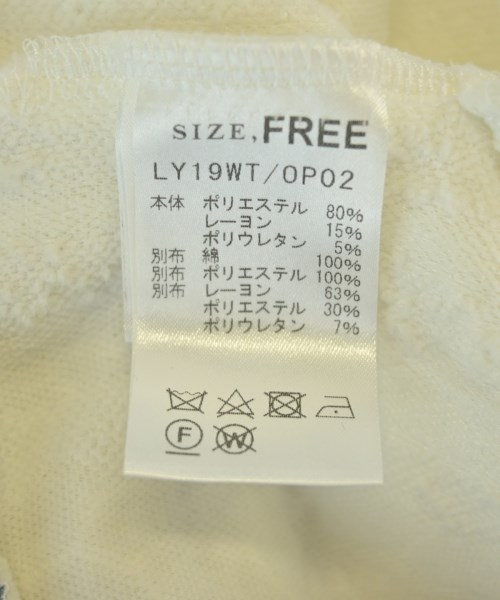 SIZE, FREE
LY19WT/OP02
本体 ポリエステル 80%
レーヨン 15%
ポリウレタン 5%
別布 綿 100%
別布 ポリエステル 100%
別布 レーヨン 63%
ポリエステル 30%
ポリウレタン 7%
F W